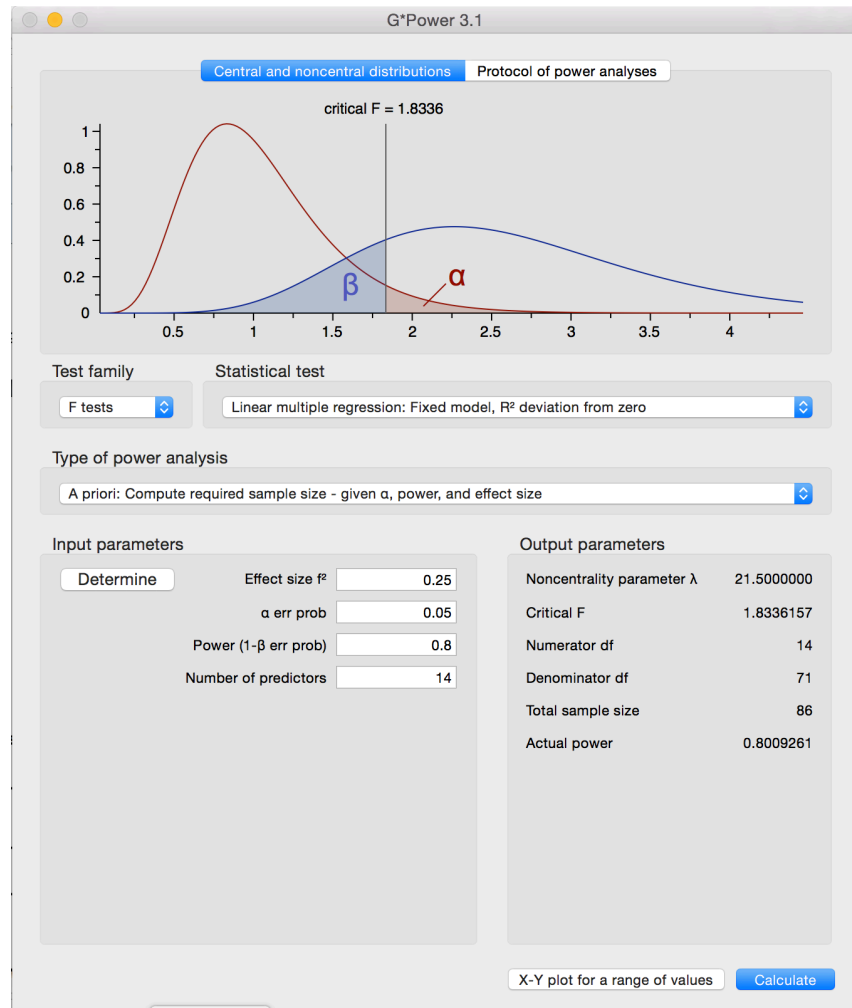 G*Power 3.1
Central and noncentral distributions Protocol of power analyses
critical F = 1.8336
1
0.8
0.6
0.4
0.2
0
β
α
0.5 1 1.5 2 2.5 3 3.5 4
Test family Statistical test
F tests Linear multiple regression: Fixed model, R² deviation from zero
Type of power analysis
A priori: Compute required sample size - given α, power, and effect size
Input parameters
Determine Effect size f² 0.25
α err prob 0.05
Power (1-β err prob) 0.8
Number of predictors 14
Output parameters
Noncentrality parameter λ 21.5000000
Critical F 1.8336157
Numerator df 14
Denominator df 71
Total sample size 86
Actual power 0.8009261
X-Y plot for a range of values Calculate